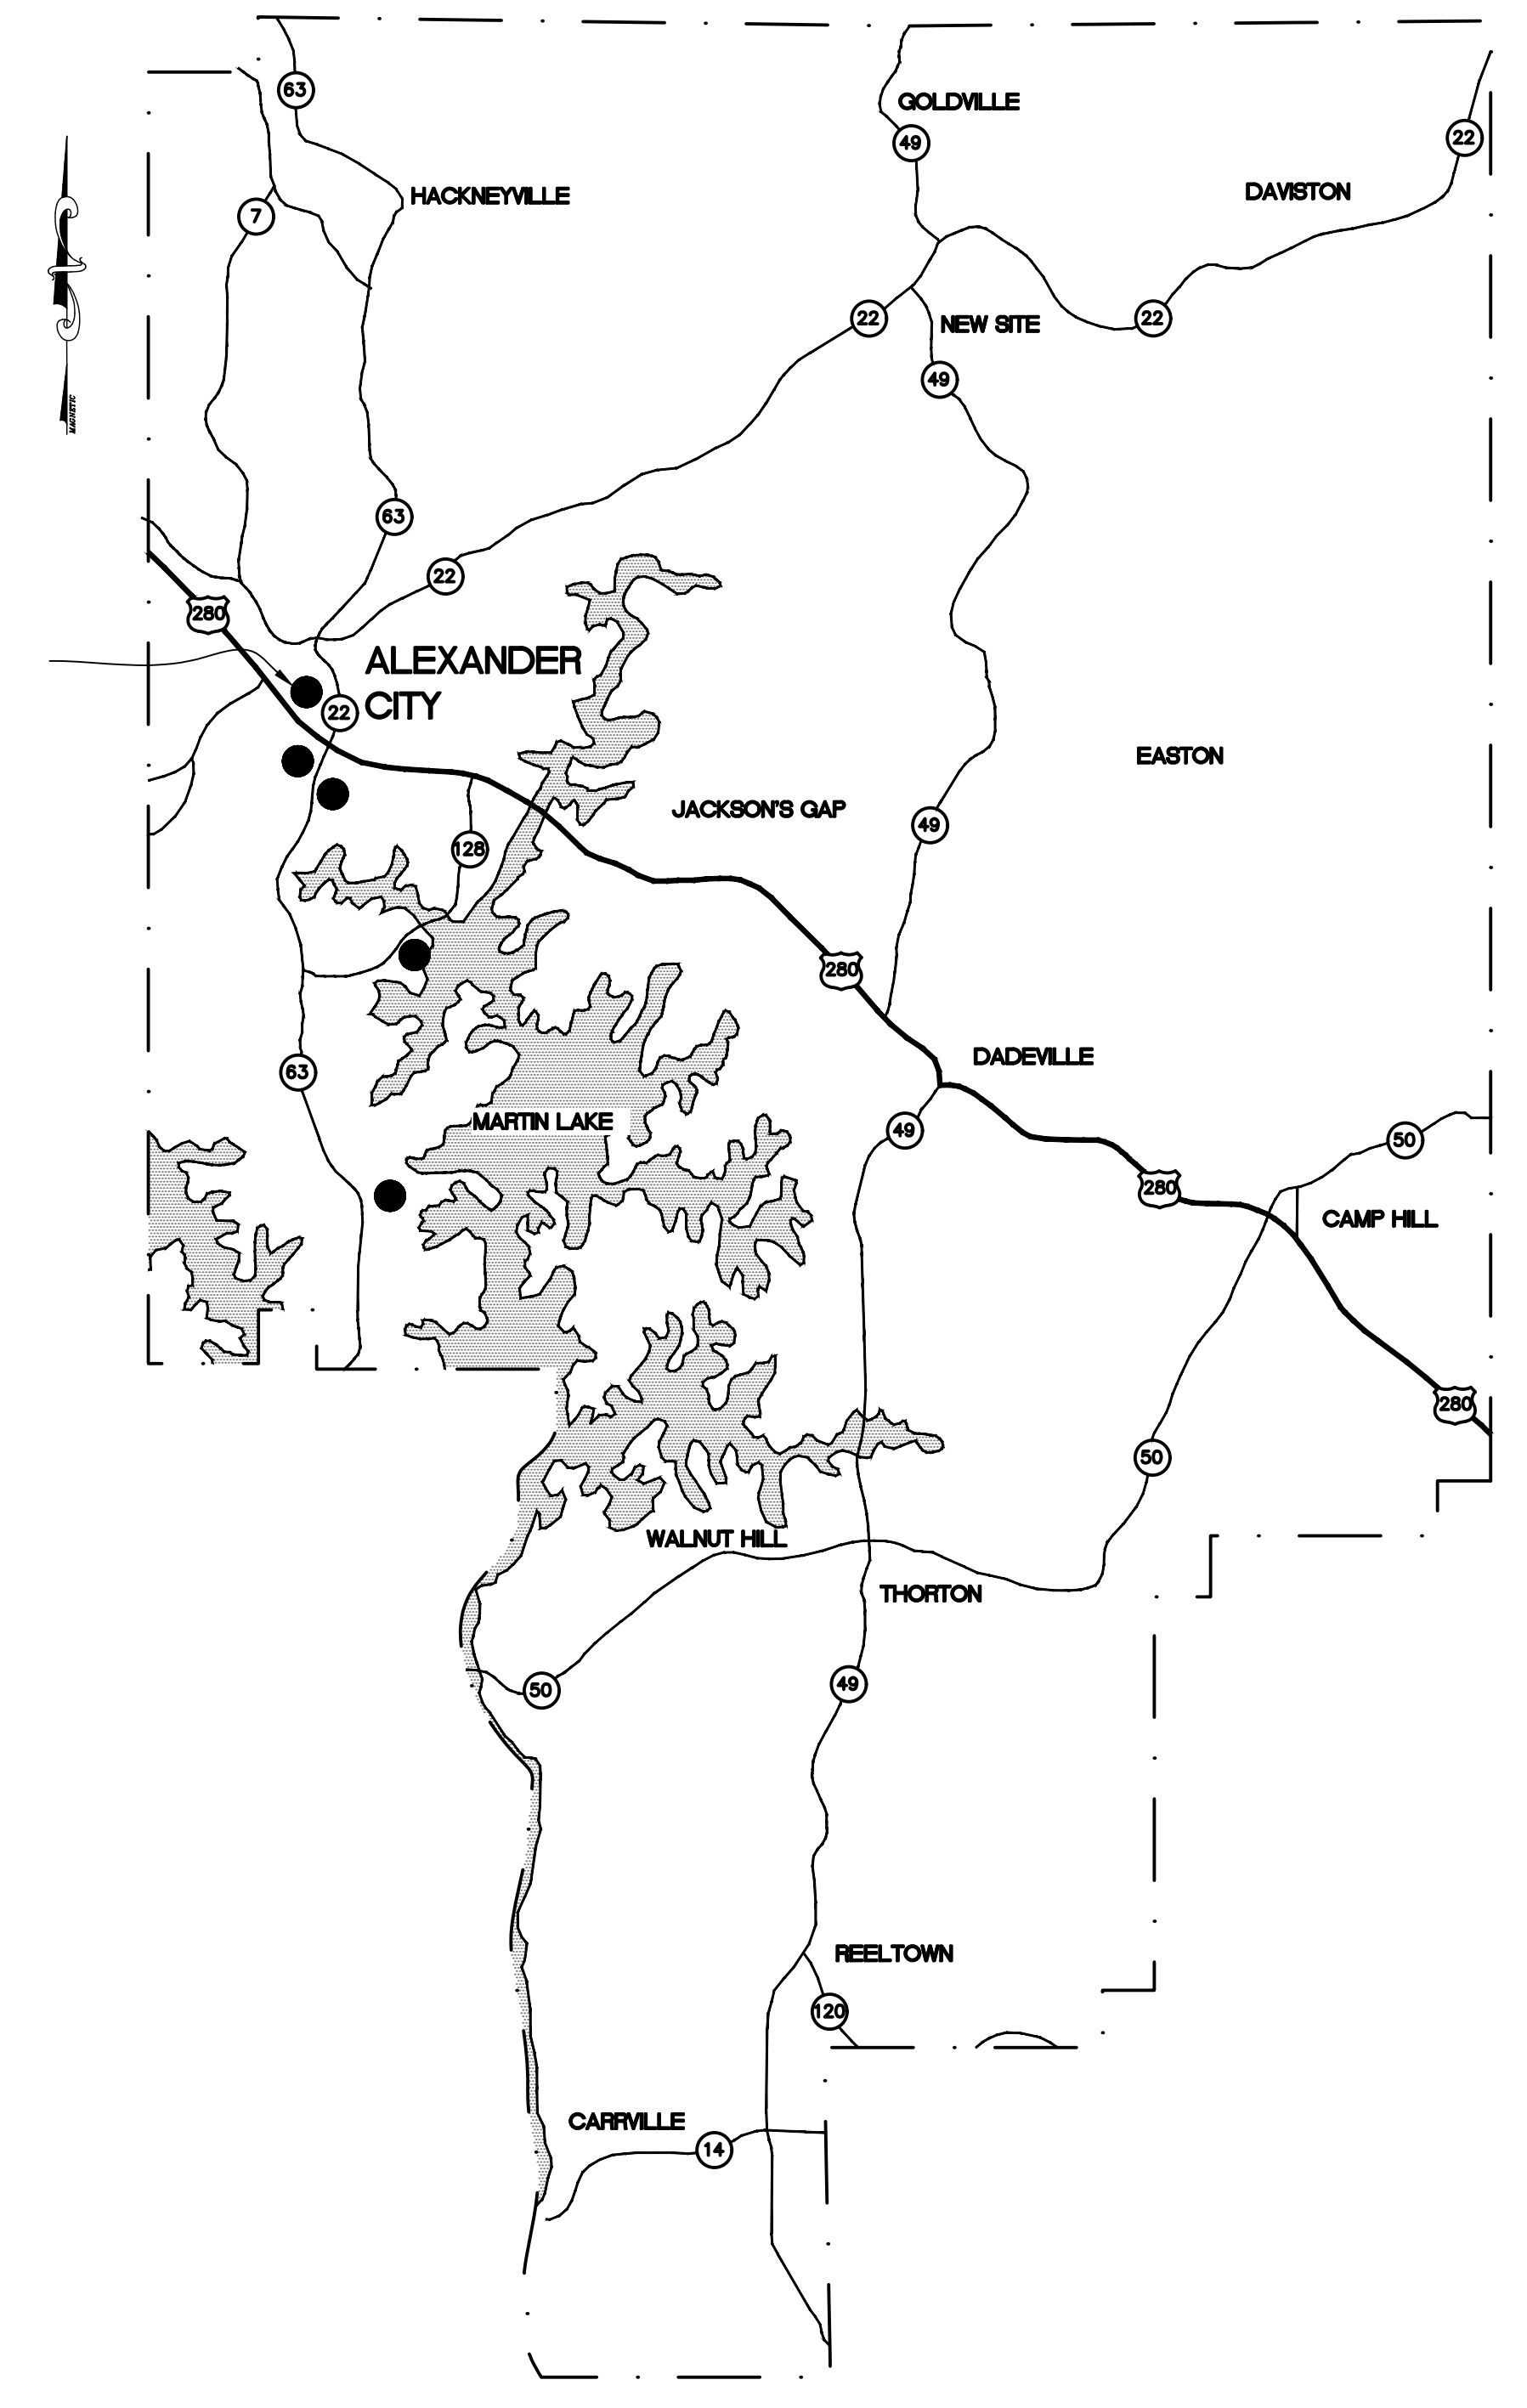 63
GOLDVILLE
22
49
DAVISTON
HACKNEYVILLE
7
22
NEW SITE
22
49
MAGNETIC
63
22
280
ALEXANDER
CITY
22
EASTON
JACKSON'S GAP
49
128
280
DADEVILLE
63
MARTIN LAKE
49
50
280
CAMP HILL
280
50
WALNUT HILL
THORTON
50
49
REELTOWN
120
CARRVILLE
14